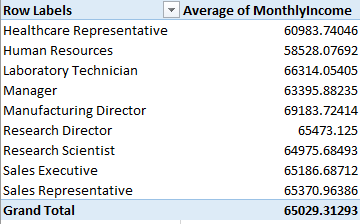 Row Labels Average of MonthlyIncome
Healthcare Representative 60983.74046
Human Resources 58528.07692
Laboratory Technician 66314.05405
Manager 63395.88235
Manufacturing Director 69183.72414
Research Director 65473.125
Research Scientist 64975.68493
Sales Executive 65186.68712
Sales Representative 65370.96386
Grand Total 65029.31293